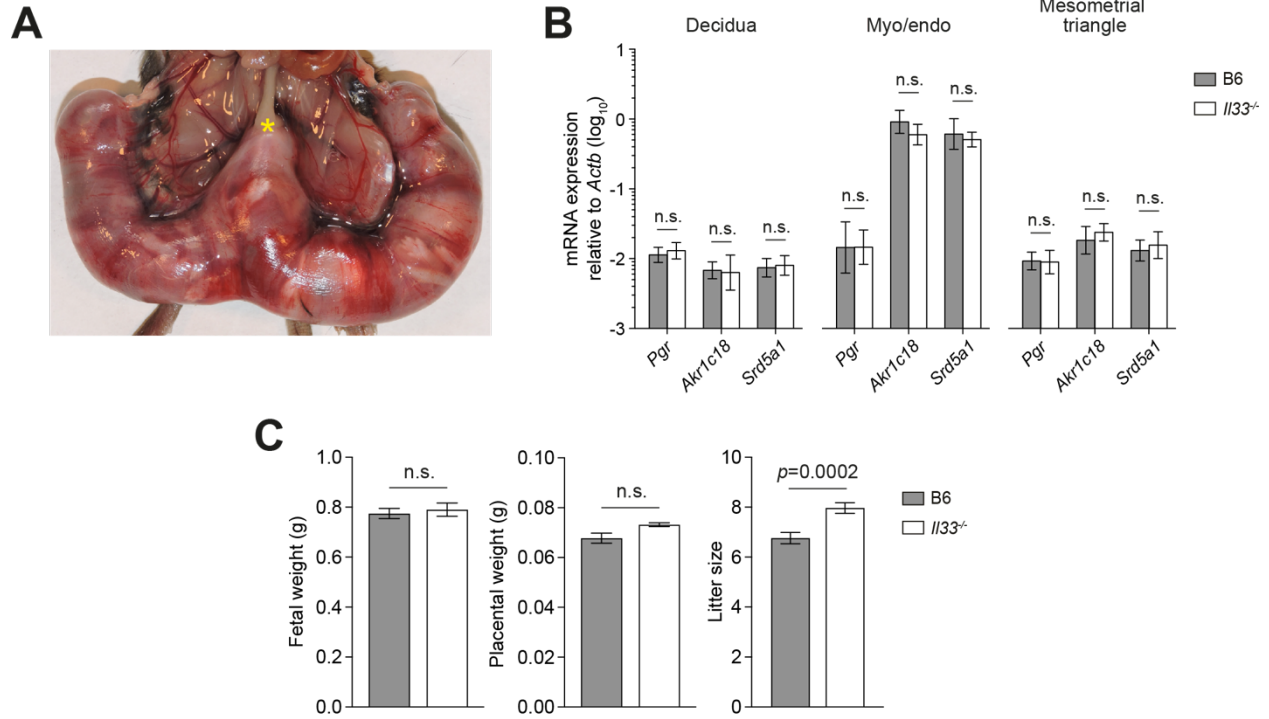 A
*
B
Decidua
Myo/endo
Mesometrial
triangle
B6
Il33-/-
mRNA expression
relative to Actb (log10)
1
0
-1
-2
-3
n.s. n.s. n.s.
n.s. n.s. n.s.
n.s. n.s. n.s.
Pgr Akr1c18 Srd5a1
Pgr Akr1c18 Srd5a1
Pgr Akr1c18 Srd5a1
C
Fetal weight (g)
1.0
0.8
0.6
0.4
0.2
0.0
n.s.
Placental weight (g)
0.10
0.08
0.06
0.04
0.02
0.00
n.s.
Litter size
10
8
6
4
2
0
p=0.0002
B6
Il33-/-